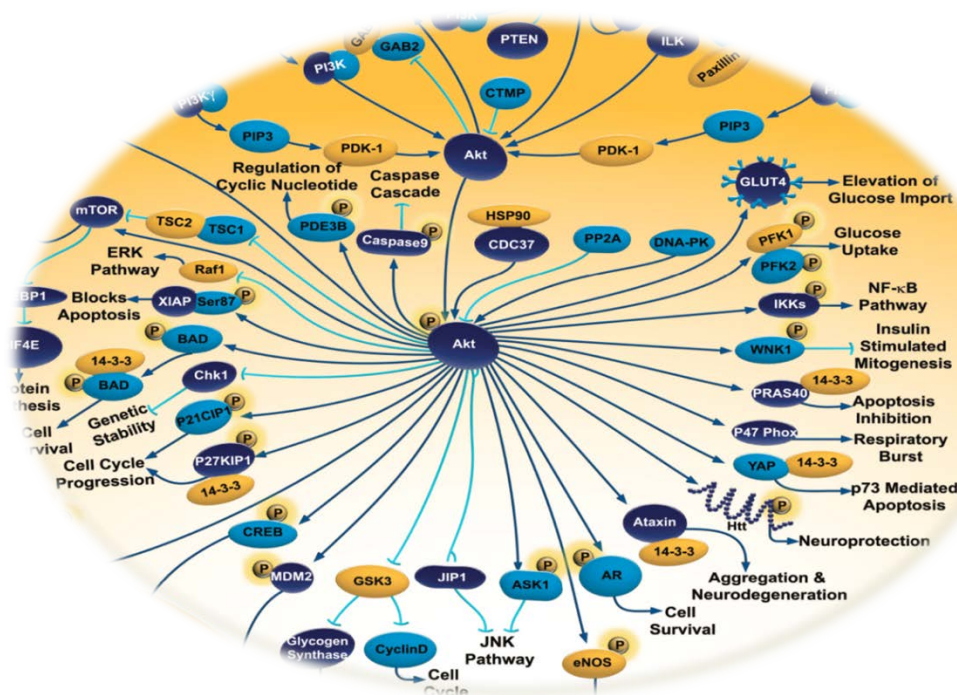 PTEN
ILK
GAB2
PI3K
Paxillin
CTMP
PI3Kγ
PIP3
PDK-1
Akt
PDK-1
PIP3
Regulation of
Cyclic Nucleotide
Caspase
Cascade
GLUT4
Elevation of
Glucose Import
mTOR
TSC2
TSC1
P
PDE3B
P
Caspase9
HSP90
CDC37
PP2A
DNA-PK
P
PFK1
PFK2
P
Glucose
Uptake
ERK
Pathway
Raf1
BP1
Blocks
Apoptosis
XIAP
Ser87
P
P
IKKs
NF-κB
Pathway
P
Akt
P
BAD
P
WNK1
Insulin
Stimulated
Mitogenesis
14-3-3
P
BAD
Chk1
PRAS40
14-3-3
Apoptosis
Inhibition
Genetic
Stability
P
P21CIP1
Cell
P47 Phox
Respiratory
Burst
Cell Cycle
Progression
P
P27KIP1
14-3-3
YAP
14-3-3
p73 Mediated
Apoptosis
P
Htt
Neuroprotection
P
CREB
Ataxin
14-3-3
Aggregation &
Neurodegeneration
P
MDM2
GSK3
JIP1
P
ASK1
P
AR
Cell
Survival
Glycogen
Synthase
CyclinD
JNK
Pathway
P
eNOS
Cell
Cycle